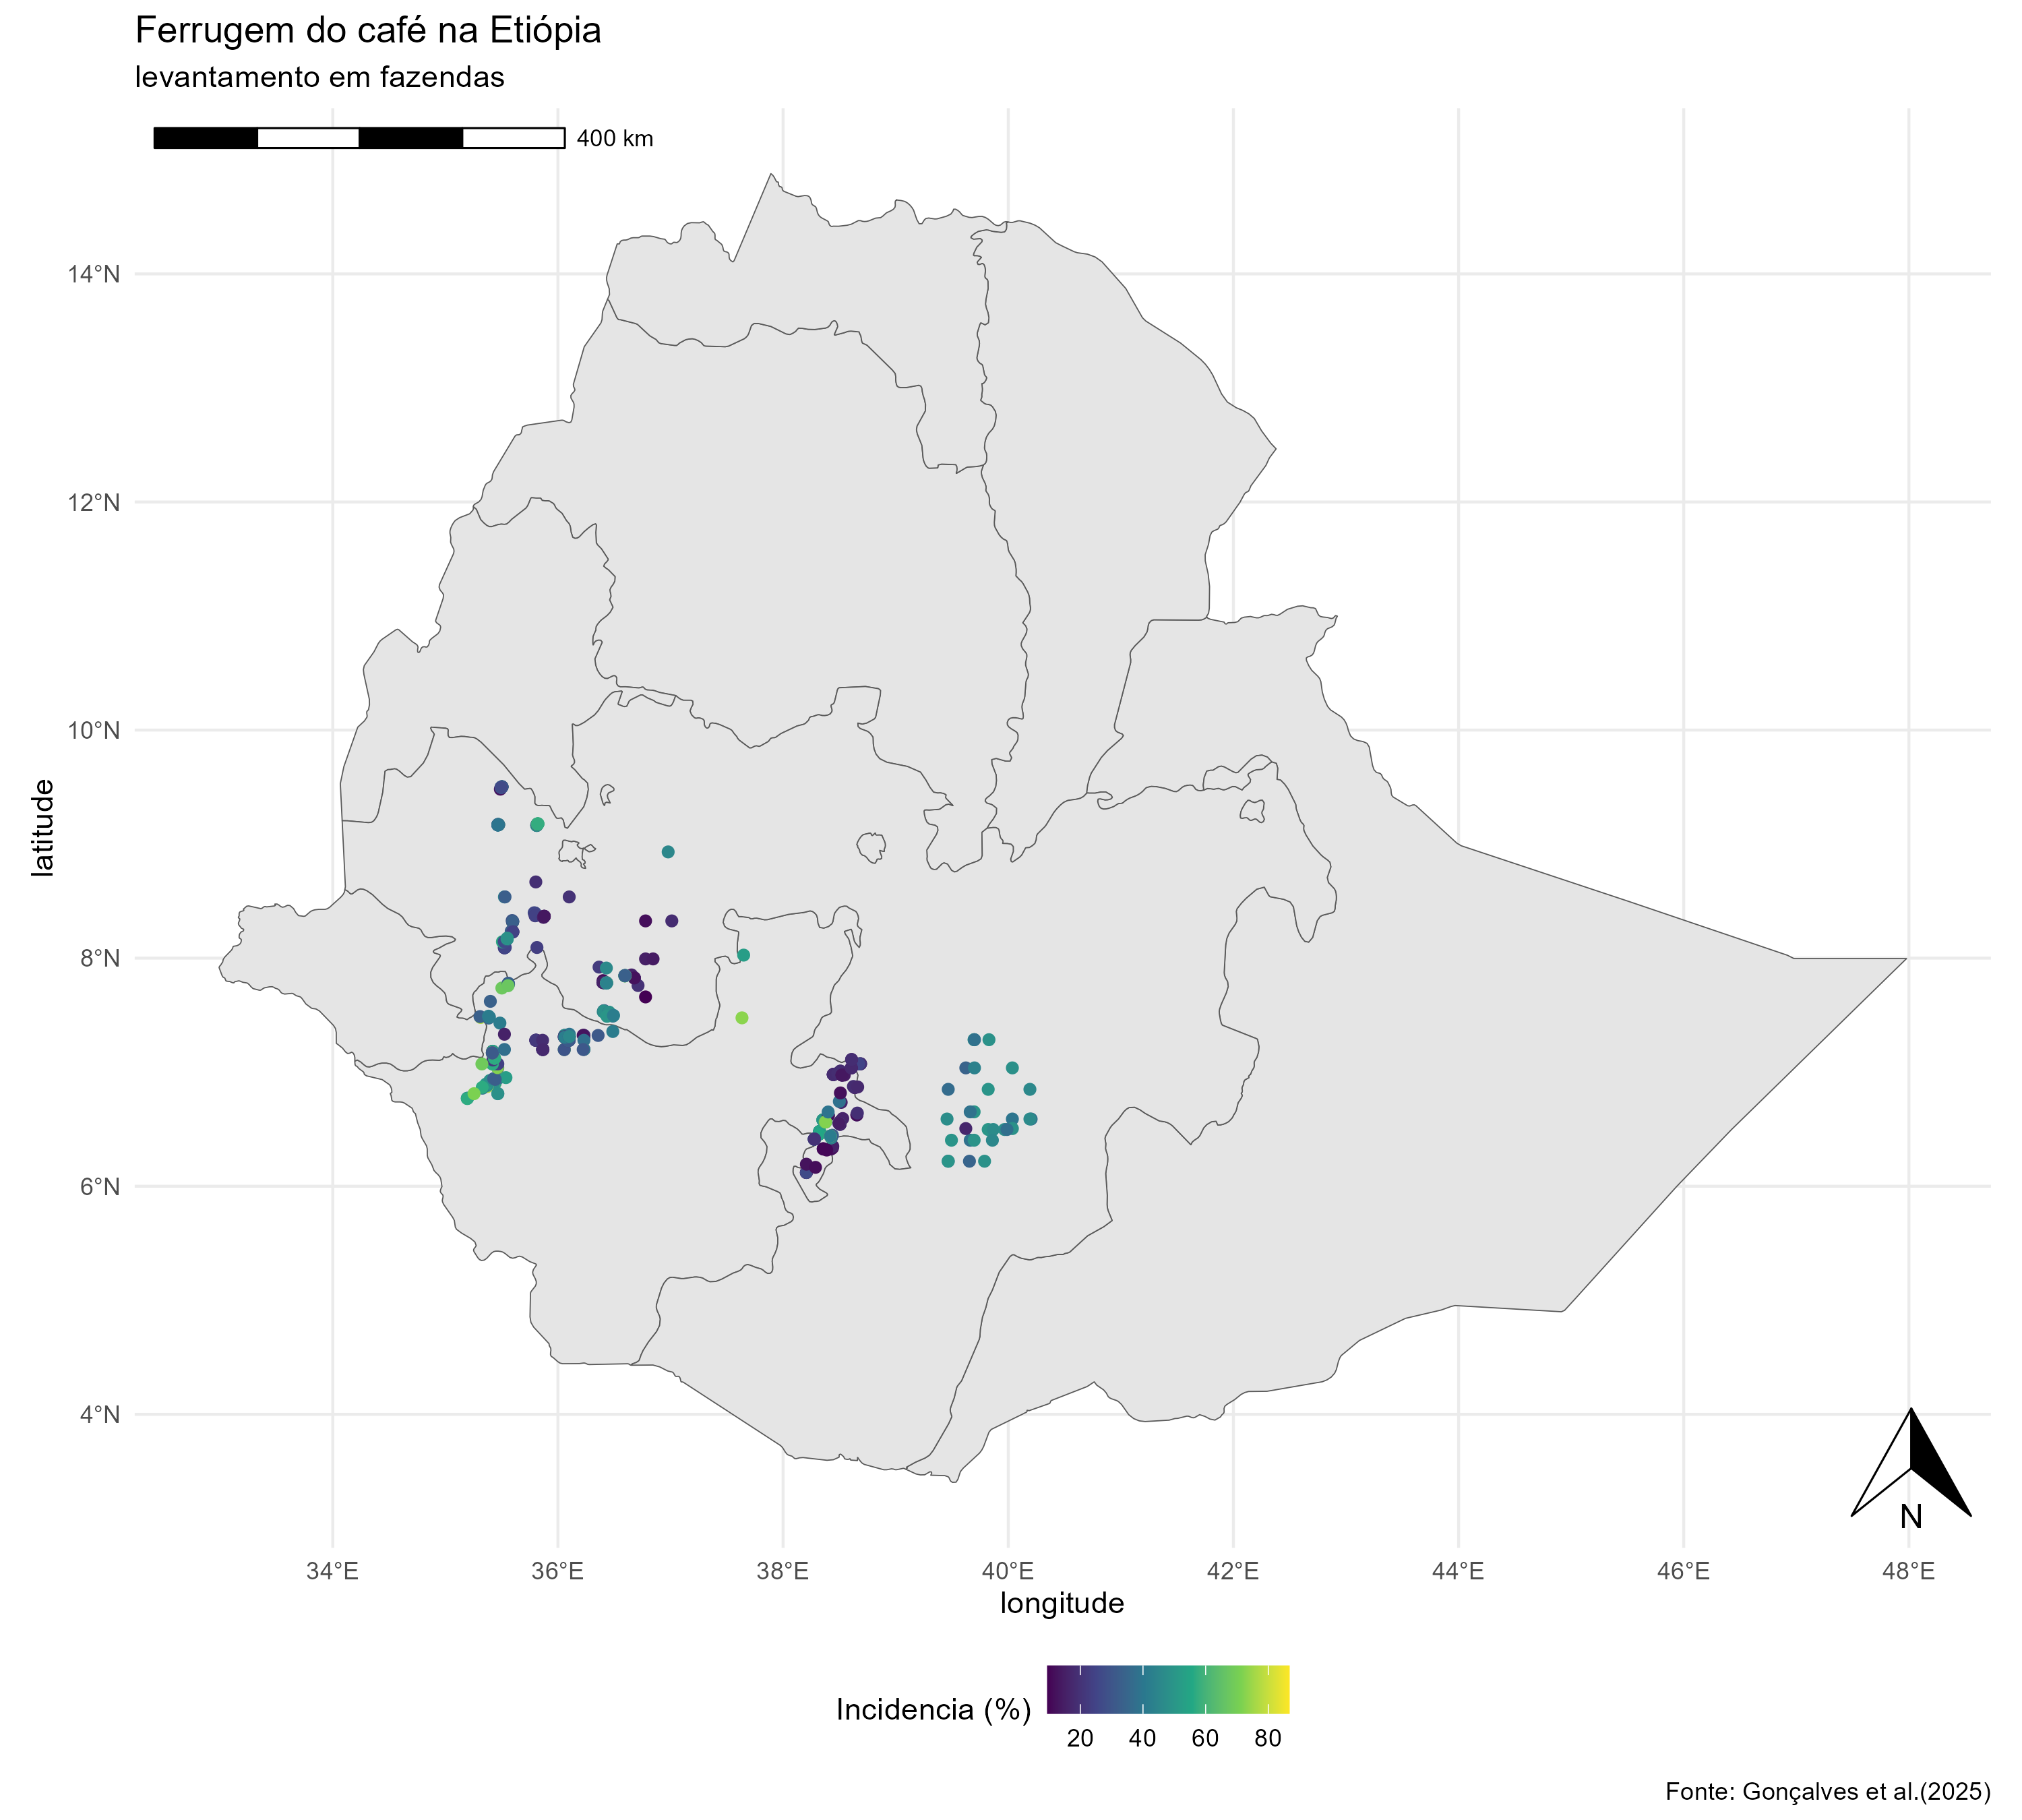 Ferrugem do café na Etiópia
levantamento em fazendas
400 km
14°N
12°N
10°N
8°N
6°N
4°N
latitude
N
34°E 36°E 38°E 40°E 42°E 44°E 46°E 48°E
longitude
Incidencia (%)
20 40 60 80
Fonte: Gonçalves et al.(2025)